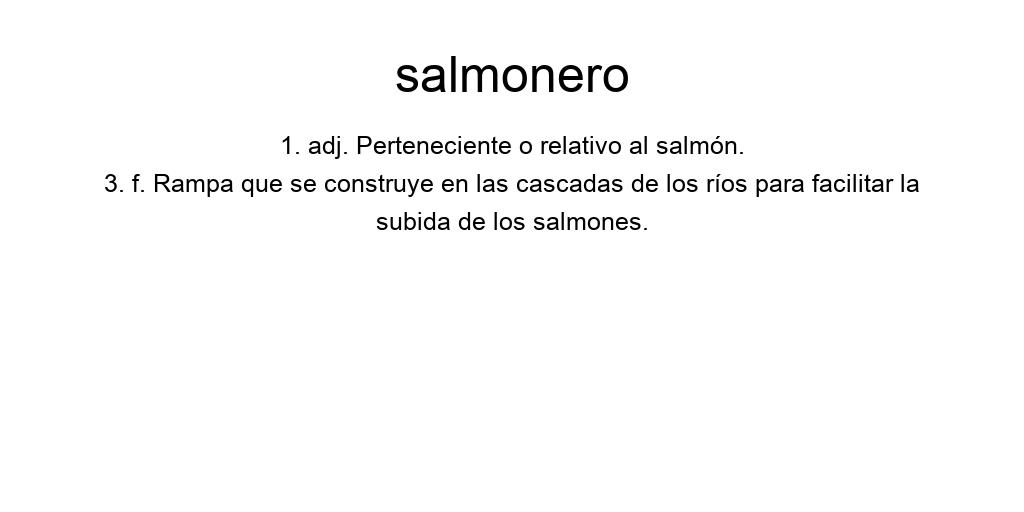 salmonero
1. adj. Perteneciente o relativo al salmón.
3. f. Rampa que se construye en las cascadas de los ríos para facilitar la
subida de los salmones.